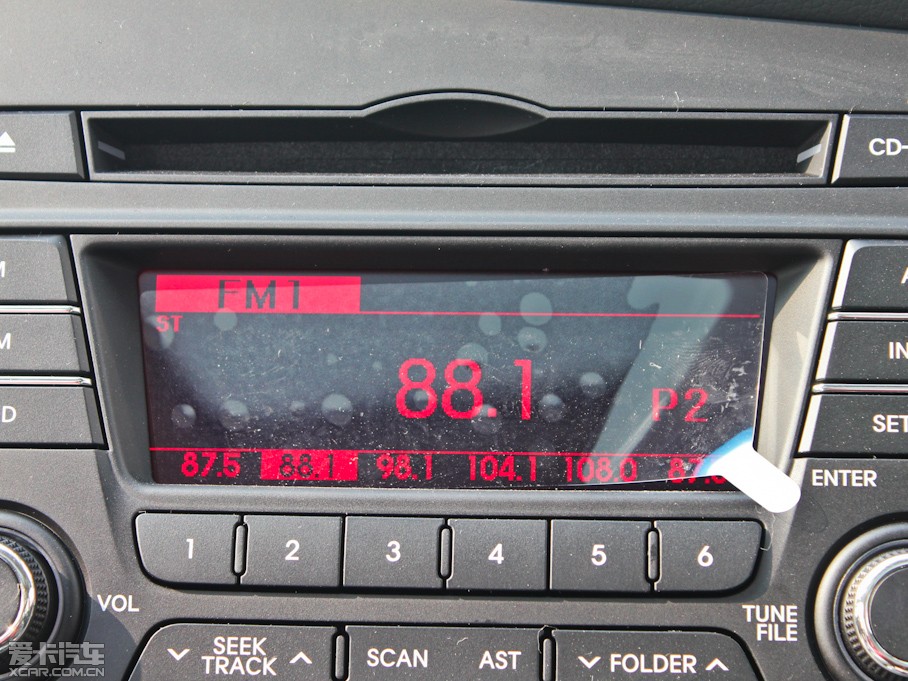 CD-
FM1
ST
88.1
P2
87.5 88.1 98.1 104.1 108.0
M
M
D
A
IN
SET
ENTER
1 2 3 4 5 6
VOL
TUNE
FILE
SEEK
TRACK
SCAN AST
FOLDER
爱卡汽车
XCAR.COM.CN